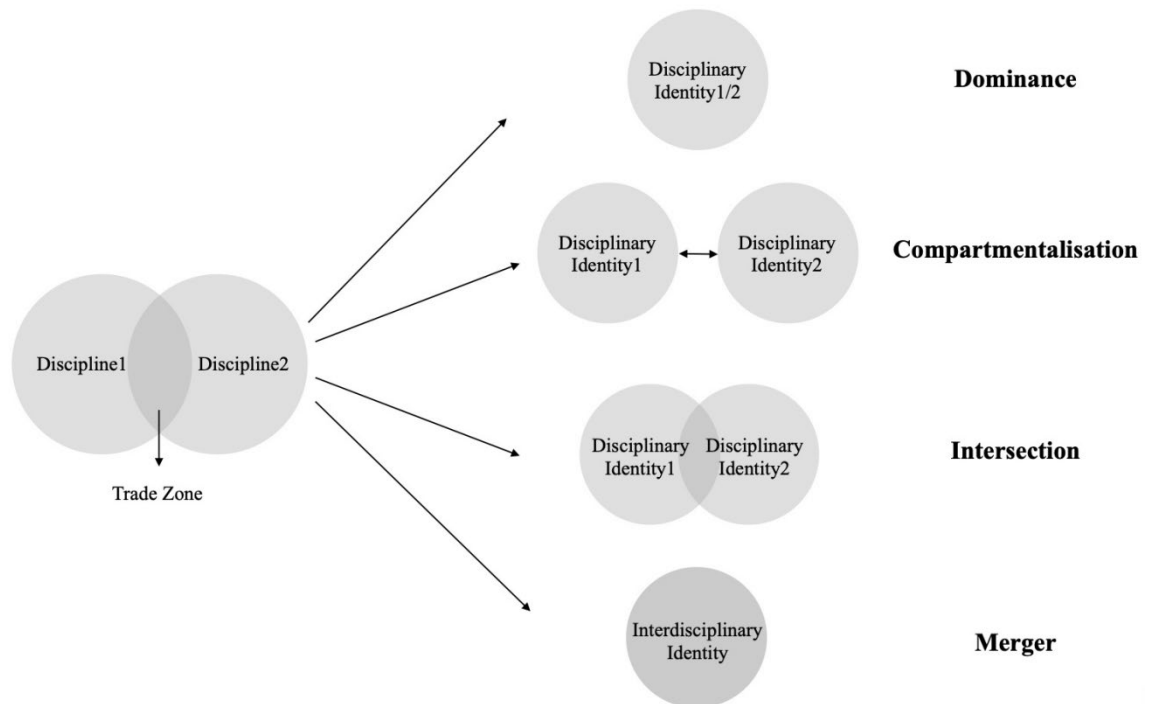 Disciplinary
Identity1/2
Dominance
Disciplinary
Identity1
Disciplinary
Identity2
Compartmentalisation
Discipline1
Discipline2
Trade Zone
Disciplinary
Identity1
Disciplinary
Identity2
Intersection
Interdisciplinary
Identity
Merger